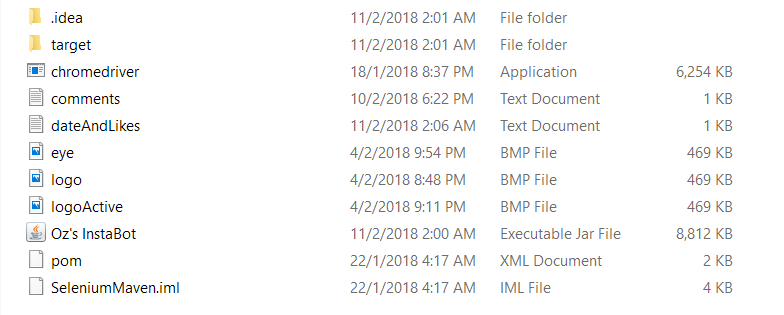 .idea 11/2/2018 2:01 AM File folder
target 11/2/2018 2:01 AM File folder
chromedriver 18/1/2018 8:37 PM Application 6,254 KB
comments 10/2/2018 6:22 PM Text Document 1 KB
dateAndLikes 11/2/2018 2:06 AM Text Document 1 KB
eye 4/2/2018 9:54 PM BMP File 469 KB
logo 4/2/2018 8:48 PM BMP File 469 KB
logoActive 4/2/2018 9:11 PM BMP File 469 KB
Oz's InstaBot 11/2/2018 2:00 AM Executable Jar File 8,812 KB
pom 22/1/2018 4:17 AM XML Document 2 KB
SeleniumMaven.iml 22/1/2018 4:17 AM IML File 4 KB